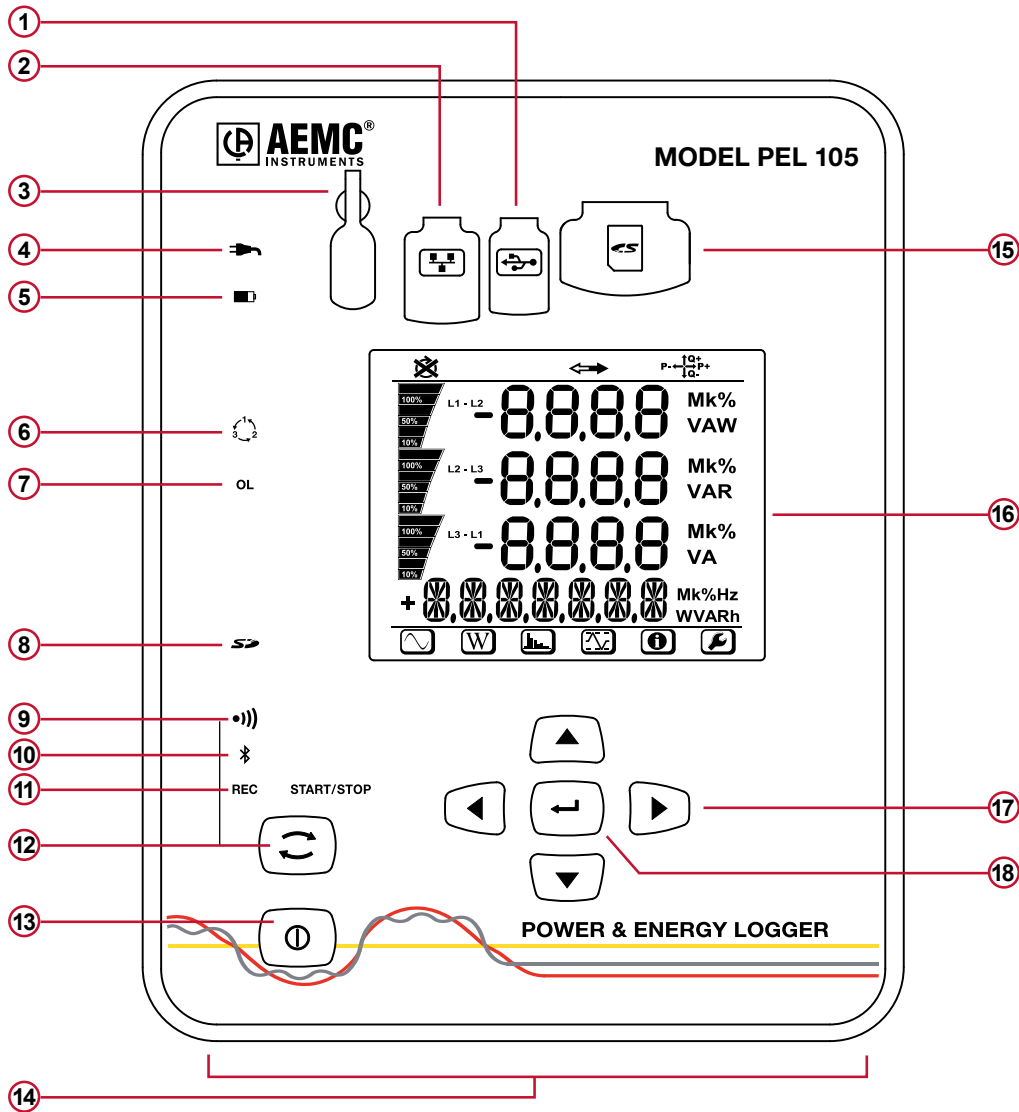 1
2
AEMC®
INSTRUMENTS
MODEL PEL 105
3
4
15
5
P- Q+ P+
Q-
100%
50%
10%
L1 - L2
-8.8.8.8
Mk%
VAW
6
3 1 2
100%
50%
10%
L2 - L3
-8.8.8.8
Mk%
VAR
7
OL
16
100%
50%
10%
L3 - L1
-8.8.8.8
Mk%
VA
+
Mk%Hz
WVARh
W
8
9
10
11
REC START/STOP
17
12
18
13
POWER & ENERGY LOGGER
14